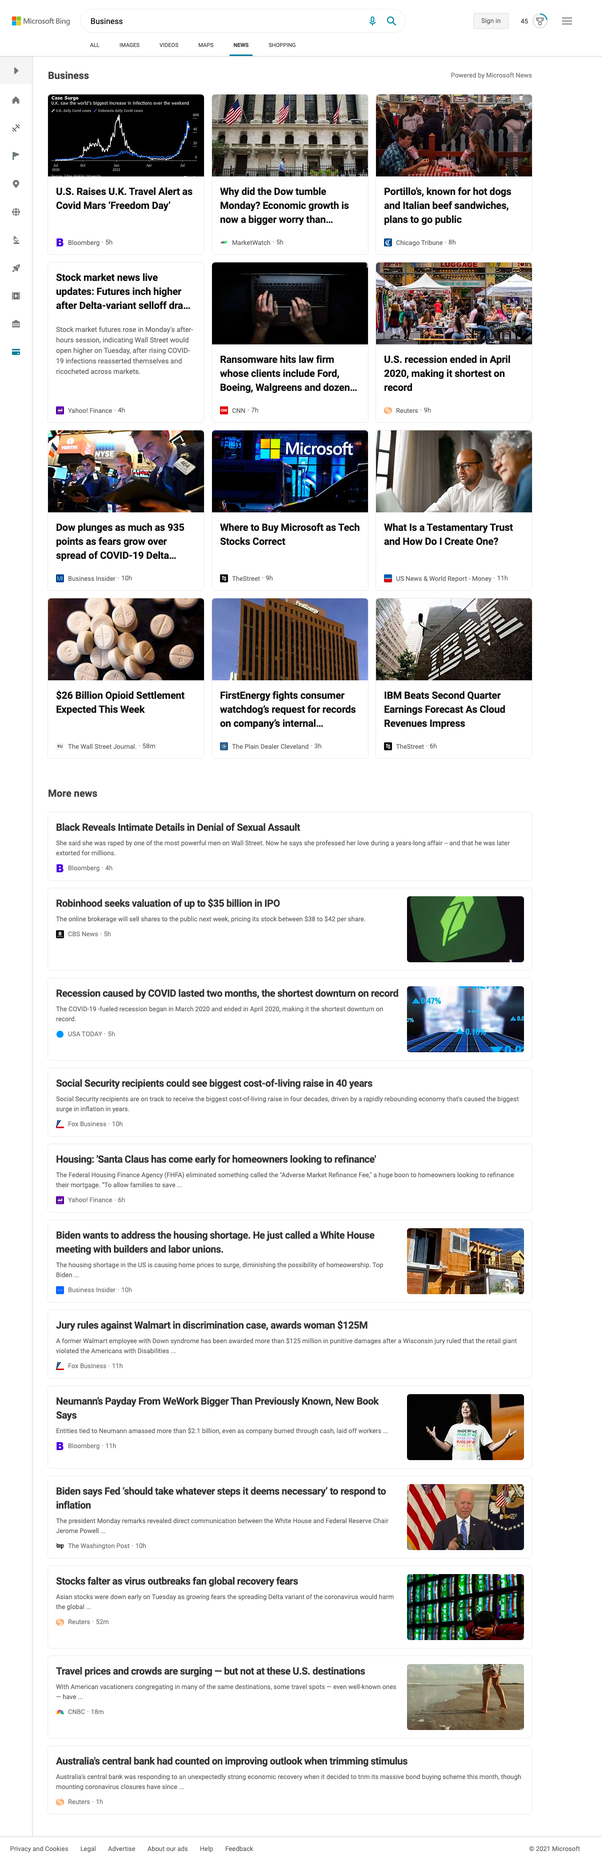 Microsoft Bing
Business
Sign in
45
ALL IMAGES VIDEOS MAPS NEWS SHOPPING
Business
Powered by Microsoft News
Case Surge
U.K. saw the world's biggest increase in infections over the weekend
U.S. Raises U.K. Travel Alert as
Covid Mars 'Freedom Day'
Bloomberg · 5h
Why did the Dow tumble
Monday? Economic growth is
now a bigger worry than...
MarketWatch · 5h
Portillo's, known for hot dogs
and Italian beef sandwiches,
plans to go public
Chicago Tribune · 8h
Stock market news live
updates: Futures inch higher
after Delta-variant selloff dra...
Stock market futures rose in Monday's after-
hours session, indicating Wall Street would
open higher on Tuesday, after rising COVID-
19 infections reasserted themselves and
ricocheted across markets.
Yahoo! Finance · 4h
Ransomware hits law firm
whose clients include Ford,
Boeing, Walgreens and dozen...
CNN · 7h
LUGGAGE
U.S. recession ended in April
2020, making it shortest on
record
Reuters · 9h
NYSE
Dow plunges as much as 935
points as fears grow over
spread of COVID-19 Delta...
Business Insider · 10h
Microsoft
Where to Buy Microsoft as Tech
Stocks Correct
TheStreet · 9h
What Is a Testamentary Trust
and How Do I Create One?
US News & World Report - Money · 11h
$26 Billion Opioid Settlement
Expected This Week
The Wall Street Journal. · 58m
FirstEnergy
FirstEnergy fights consumer
watchdog's request for records
on company's internal...
The Plain Dealer Cleveland · 3h
IBM
IBM Beats Second Quarter
Earnings Forecast As Cloud
Revenues Impress
TheStreet · 6h
More news
Black Reveals Intimate Details in Denial of Sexual Assault
She said she was raped by one of the most powerful men on Wall Street. Now he says she professed her love during a years-long affair – and that he was later
extorted for millions.
Bloomberg · 4h
Robinhood seeks valuation of up to $35 billion in IPO
The online brokerage will sell shares to the public next week, pricing its stock between $38 to $42 per share.
CBS News · 5h
Recession caused by COVID lasted two months, the shortest downturn on record
The COVID-19 -fueled recession began in March 2020 and ended in April 2020, making it the shortest downturn on
record.
USA TODAY · 5h
0.47%
0.16%
Social Security recipients could see biggest cost-of-living raise in 40 years
Social Security recipients are on track to receive the biggest cost-of-living raise in four decades, driven by a rapidly rebounding economy that's caused the biggest
surge in inflation in years.
Fox Business · 10h
Housing: 'Santa Claus has come early for homeowners looking to refinance'
The Federal Housing Finance Agency (FHFA) eliminated something called the "Adverse Market Refinance Fee," a huge boon to homeowners looking to refinance
their mortgage. "To allow families to save ...
Yahoo! Finance · 6h
Biden wants to address the housing shortage. He just called a White House
meeting with builders and labor unions.
The housing shortage in the US is causing home prices to surge, diminishing the possibility of homeowership. Top
Biden ...
Business Insider · 10h
Jury rules against Walmart in discrimination case, awards woman $125M
A former Walmart employee with Down syndrome has been awarded more than $125 million in punitive damages after a Wisconsin jury ruled that the retail giant
violated the Americans with Disabilities ...
Fox Business · 11h
Neumann's Payday From WeWork Bigger Than Previously Known, New Book
Says
Entities tied to Neumann amassed more than $2.1 billion, even as company burned through cash, laid off workers ...
Bloomberg · 11h
Biden says Fed 'should take whatever steps it deems necessary' to respond to
inflation
The president Monday remarks revealed direct communication between the White House and Federal Reserve Chair
Jerome Powell ...
The Washington Post · 10h
Stocks falter as virus outbreaks fan global recovery fears
Asian stocks were down early on Tuesday as growing fears the spreading Delta variant of the coronavirus would harm
the global ...
Reuters · 52m
Travel prices and crowds are surging — but not at these U.S. destinations
With American vacationers congregating in many of the same destinations, some travel spots — even well-known ones
— have ...
CNBC · 18m
Australia's central bank had counted on improving outlook when trimming stimulus
Australia's central bank was responding to an unexpectedly strong economic recovery when it decided to trim its massive bond buying scheme this month, though
mounting coronavirus closures have since ...
Reuters · 1h
Privacy and Cookies Legal Advertise About our ads Help Feedback
© 2021 Microsoft